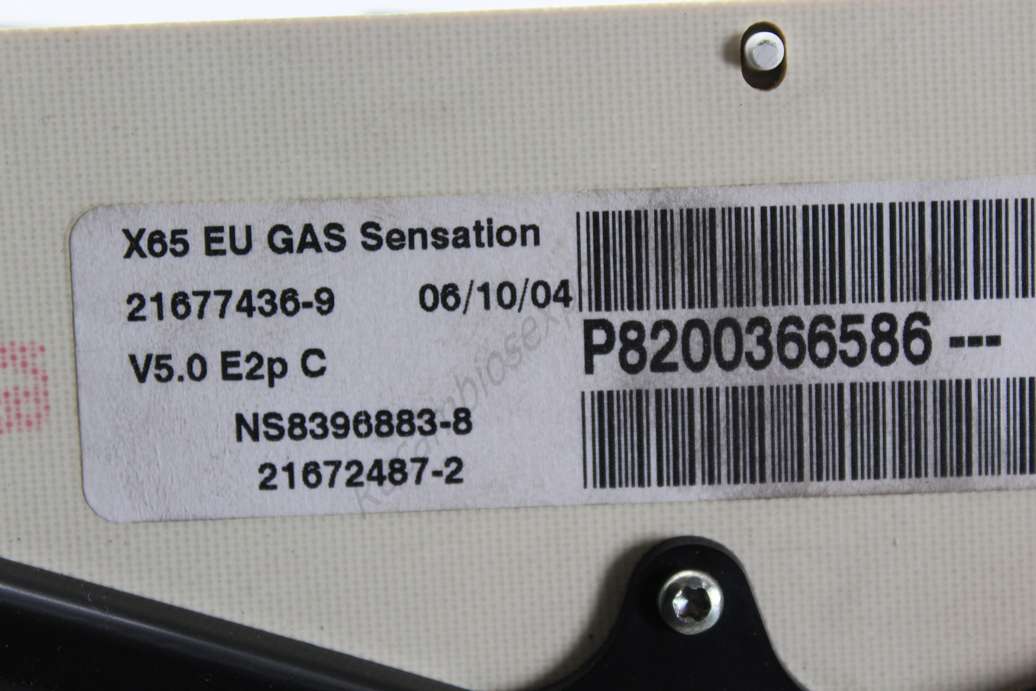 X65 EU GAS Sensation
21677436-9 06/10/04
V5.0 E2p C
NS8396883-8
21672487-2
P8200366586 ---